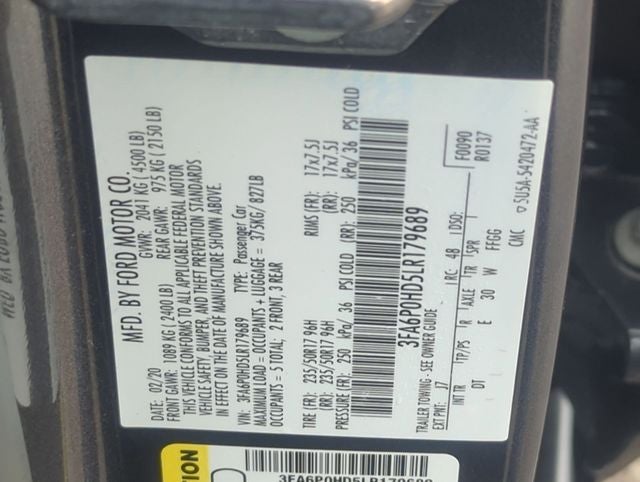 MFD. BY FORD MOTOR CO.
DATE: 02/20 GVWR: 2041 KG (4500 LB)
FRONT GAWR: 1089 KG (2400 LB) REAR GAWR: 975 KG (2150 LB)
THIS VEHICLE CONFORMS TO ALL APPLICABLE FEDERAL MOTOR
VEHICLE SAFETY, BUMPER, AND THEFT PREVENTION STANDARDS
IN EFFECT ON THE DATE OF MANUFACTURE SHOWN ABOVE.
VIN: 3FA6P0HD5LR179689 TYPE: Passenger Car
MAXIMUM LOAD = OCCUPANTS + LUGGAGE = 375KG/ 827LB
OCCUPANTS = 5 TOTAL; 2 FRONT, 3 REAR
TIRE (FR): 235/50R17 96H RIMS (FR): 17x7.5J
(RR): 235/50R17 96H (RR): 17x7.5J
PRESSURE (FR): 250 kPa/ 36 PSI COLD (RR): 250 kPa/ 36 PSI COLD
3FA6P0HD5LR179689
TRAILER TOWING - SEE OWNER GUIDE F0090
EXT PNT: J7 RC: 48 DSO: R0137
INT TR TP/PS R AXLE TR SPR
DT E 30 W FFGG
CMC 5U5A-5420472-AA
3FA6P0HD5LR179689